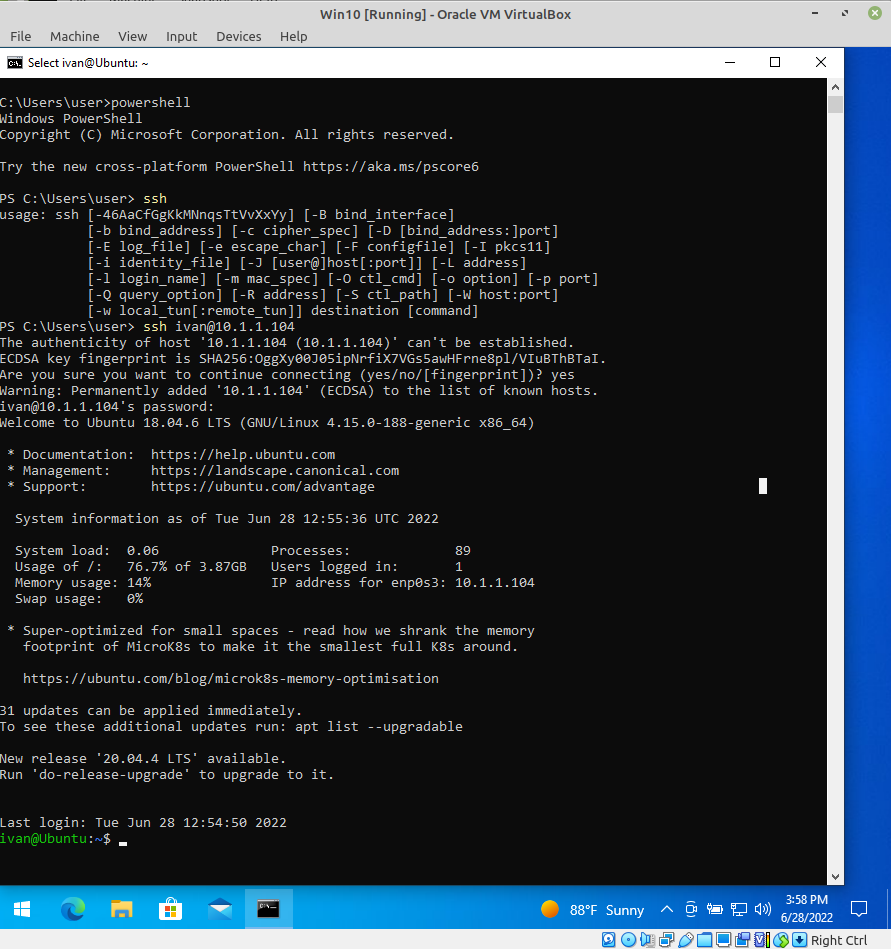 Win10 [Running] - Oracle VM VirtualBox
File Machine View Input Devices Help
Select ivan@Ubuntu: ~
C:\Users\user>powershell
Windows PowerShell
Copyright (C) Microsoft Corporation. All rights reserved.
Try the new cross-platform PowerShell https://aka.ms/pscore6
PS C:\Users\user> ssh
usage: ssh [-46AaCfGgKkMNnqsTtVvXxYy] [-B bind_interface]
           [-b bind_address] [-c cipher_spec] [-D [bind_address:]port]
           [-E log_file] [-e escape_char] [-F configfile] [-I pkcs11]
           [-i identity_file] [-J [user@]host[:port]] [-L address]
           [-l login_name] [-m mac_spec] [-O ctl_cmd] [-o option] [-p port]
           [-Q query_option] [-R address] [-S ctl_path] [-W host:port]
           [-w local_tun[:remote_tun]] destination [command]
PS C:\Users\user> ssh ivan@10.1.1.104
The authenticity of host '10.1.1.104 (10.1.1.104)' can't be established.
ECDSA key fingerprint is SHA256:OggXy00J05ipNrfiX7VGs5awHFrne8pl/VIuBThBTaI.
Are you sure you want to continue connecting (yes/no/[fingerprint])? yes
Warning: Permanently added '10.1.1.104' (ECDSA) to the list of known hosts.
ivan@10.1.1.104's password:
Welcome to Ubuntu 18.04.6 LTS (GNU/Linux 4.15.0-188-generic x86_64)
 * Documentation:  https://help.ubuntu.com
 * Management:     https://landscape.canonical.com
 * Support:        https://ubuntu.com/advantage
  System information as of Tue Jun 28 12:55:36 UTC 2022
  System load:  0.06              Processes:             89
  Usage of /:   76.7% of 3.87GB   Users logged in:       1
  Memory usage: 14%               IP address for enp0s3: 10.1.1.104
  Swap usage:   0%
 * Super-optimized for small spaces - read how we shrank the memory
   footprint of MicroK8s to make it the smallest full K8s around.
   https://ubuntu.com/blog/microk8s-memory-optimisation
31 updates can be applied immediately.
To see these additional updates run: apt list --upgradable
New release '20.04.4 LTS' available.
Run 'do-release-upgrade' to upgrade to it.
Last login: Tue Jun 28 12:54:50 2022
ivan@Ubuntu:~$
88°F Sunny
3:58 PM
6/28/2022
Right Ctrl